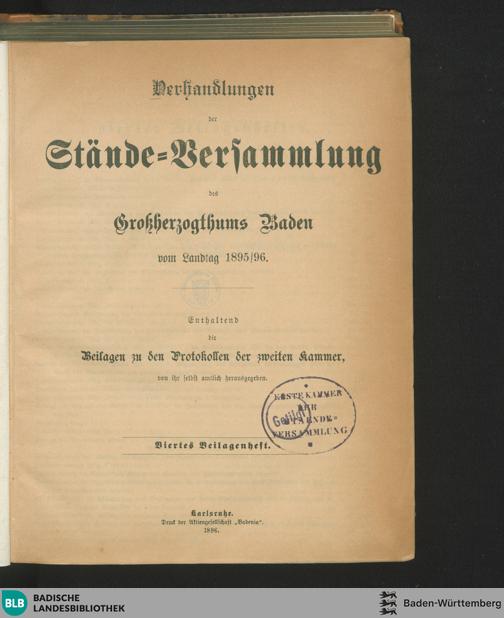 Verhandlungen
der
Stände-Versammlung
des
Großherzogthums Baden
vom Landtag 1895/96.
Enthaltend
die
Beilagen zu den Protokollen der zweiten Kammer,
von ihr selbst amtlich herausgegeben.
ERSTE KAMMER
DER
STAENDE-
VERSAMMLUNG
Getilgt
Viertes Beilagenheft.
Karlsruhe.
Druck der Aktiengesellschaft „Badenia“.
1896.
BLB
BADISCHE
LANDESBIBLIOTHEK
Baden-Württemberg